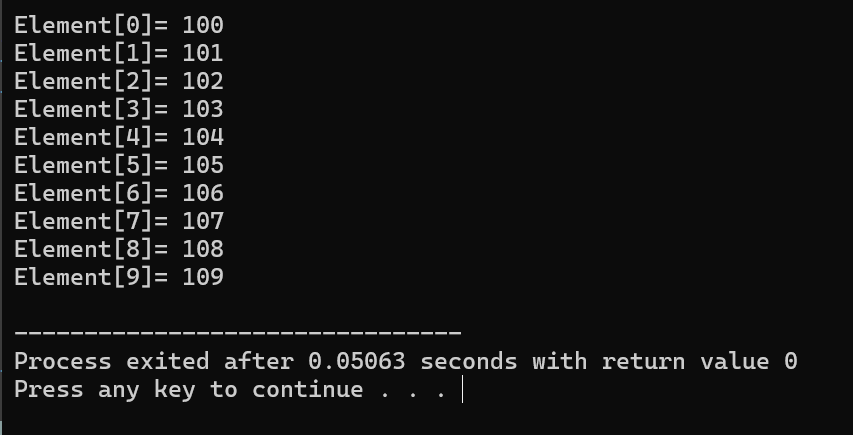 Element[0]= 100
Element[1]= 101
Element[2]= 102
Element[3]= 103
Element[4]= 104
Element[5]= 105
Element[6]= 106
Element[7]= 107
Element[8]= 108
Element[9]= 109
--------------------------------
Process exited after 0.05063 seconds with return value 0
Press any key to continue . . .